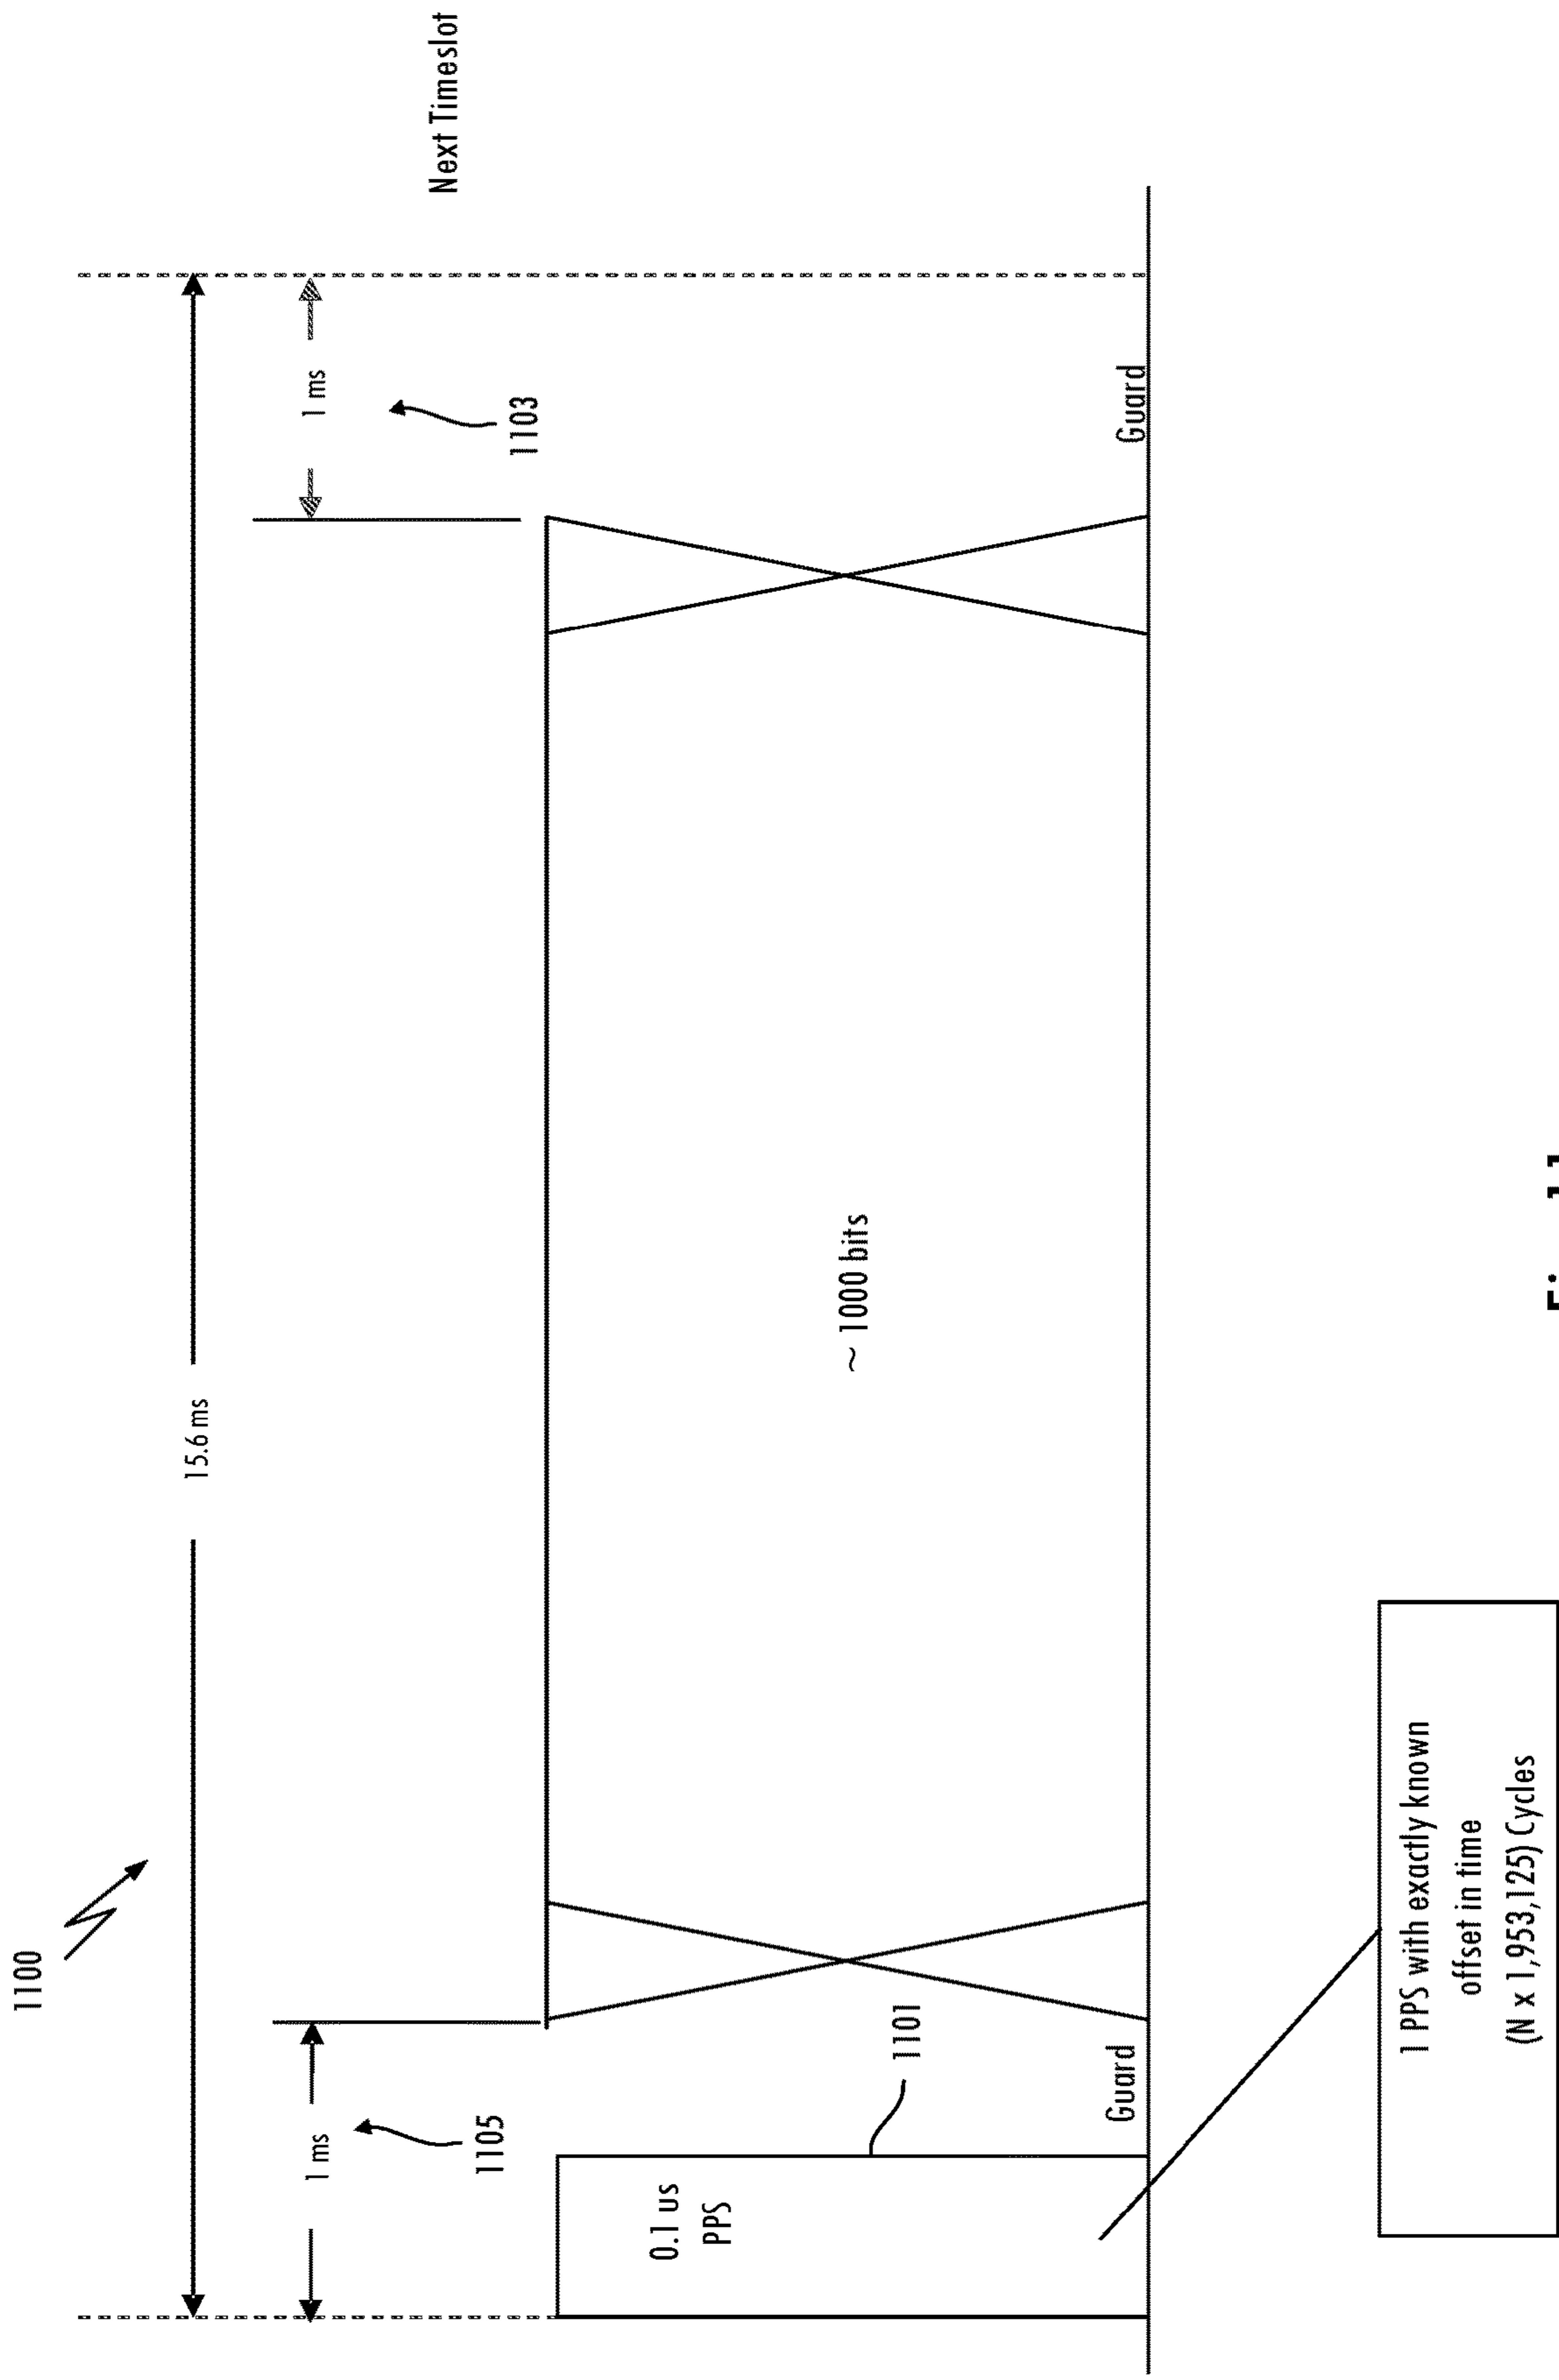 1100
15.6 ms
1 ms
1105
1 ms
1103
Next Timeslot
0.1 us
PPS
1101
~ 1000 bits
Guard
Guard
1 PPS with exactly known
offset in time
(N x 1,953,125) Cycles